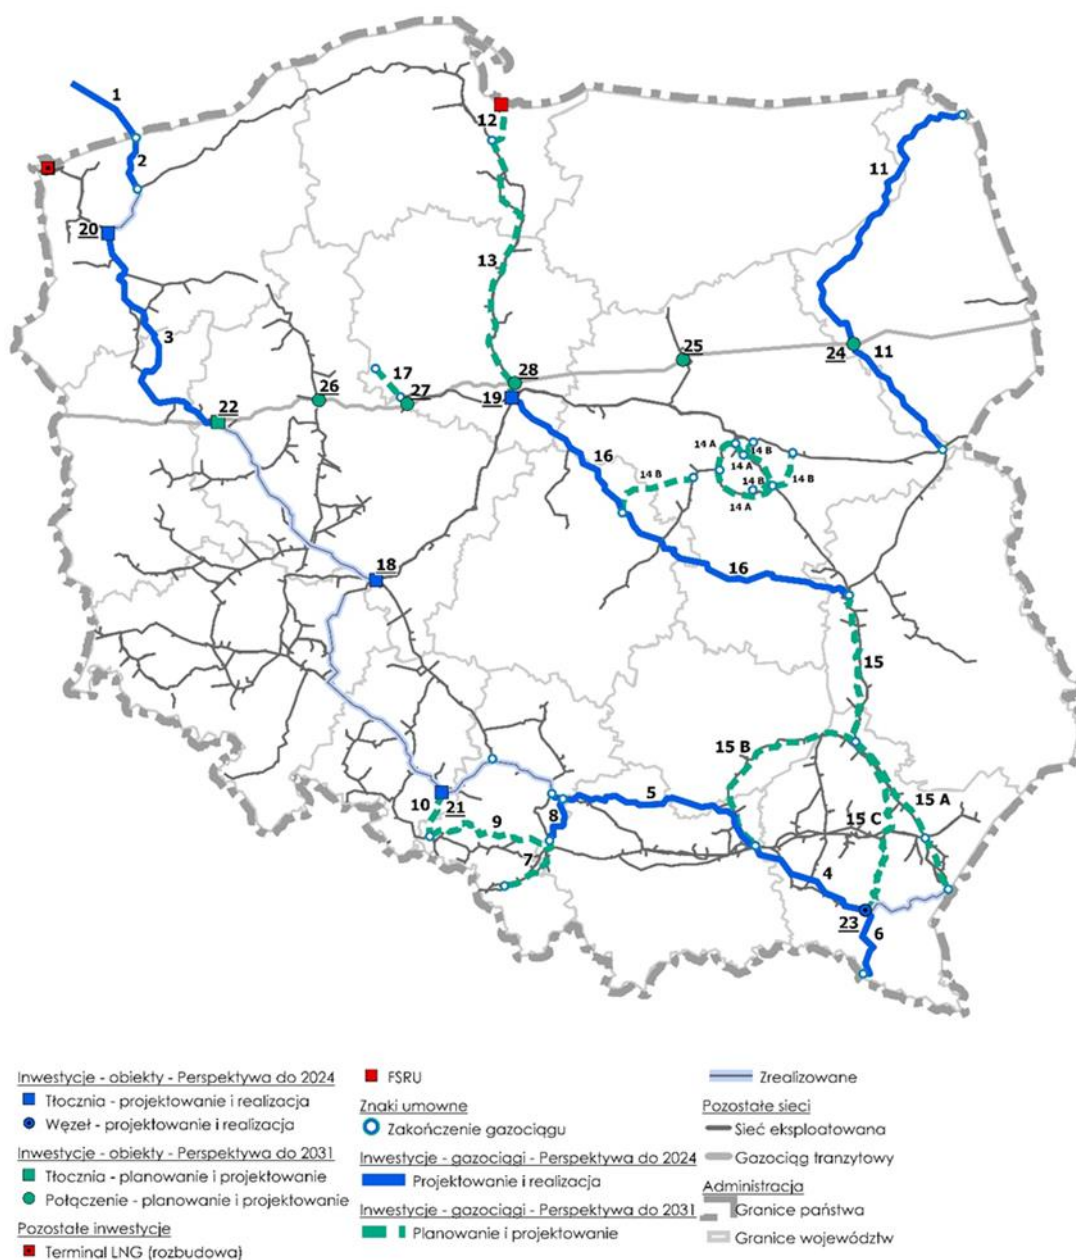 1
12
2
11
20
13
3
28
25
24
11
17
26
27
19
22
16
14 A
14 B
14 B
14 A
14 B
14 B
14 A
18
16
15
15 B
10
21
5
15 A
9
8
15 C
7
4
23
6
Inwestycje - obiekty - Perspektywa do 2024
Tłocznia - projektowanie i realizacja
Węzeł - projektowanie i realizacja
Inwestycje - obiekty - Perspektywa do 2031
Tłocznia - planowanie i projektowanie
Połączenie - planowanie i projektowanie
Pozostałe inwestycje
Terminal LNG (rozbudowa)
FSRU
Znaki umowne
Zakończenie gazociągu
Inwestycje - gazociągi - Perspektywa do 2024
Projektowanie i realizacja
Inwestycje - gazociągi - Perspektywa do 2031
Planowanie i projektowanie
Zrealizowane
Pozostałe sieci
Sieć eksploatowana
Gazociąg tranzytowy
Administracja
Granice państwa
Granice województw